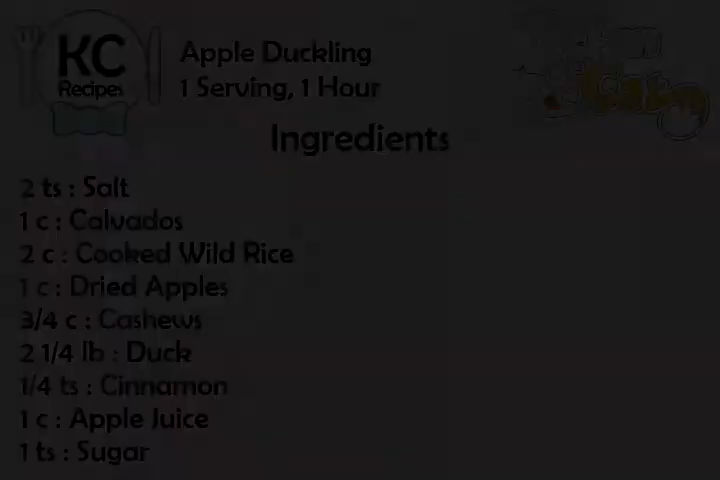 KC
Recipes
Apple Duckling
1 Serving, 1 Hour
Ingredients
2 ts : Salt
1 c : Calvados
2 c : Cooked Wild Rice
1 c : Dried Apples
3/4 c : Cashews
2 1/4 lb : Duck
1/4 ts : Cinnamon
1 c : Apple Juice
1 ts : Sugar